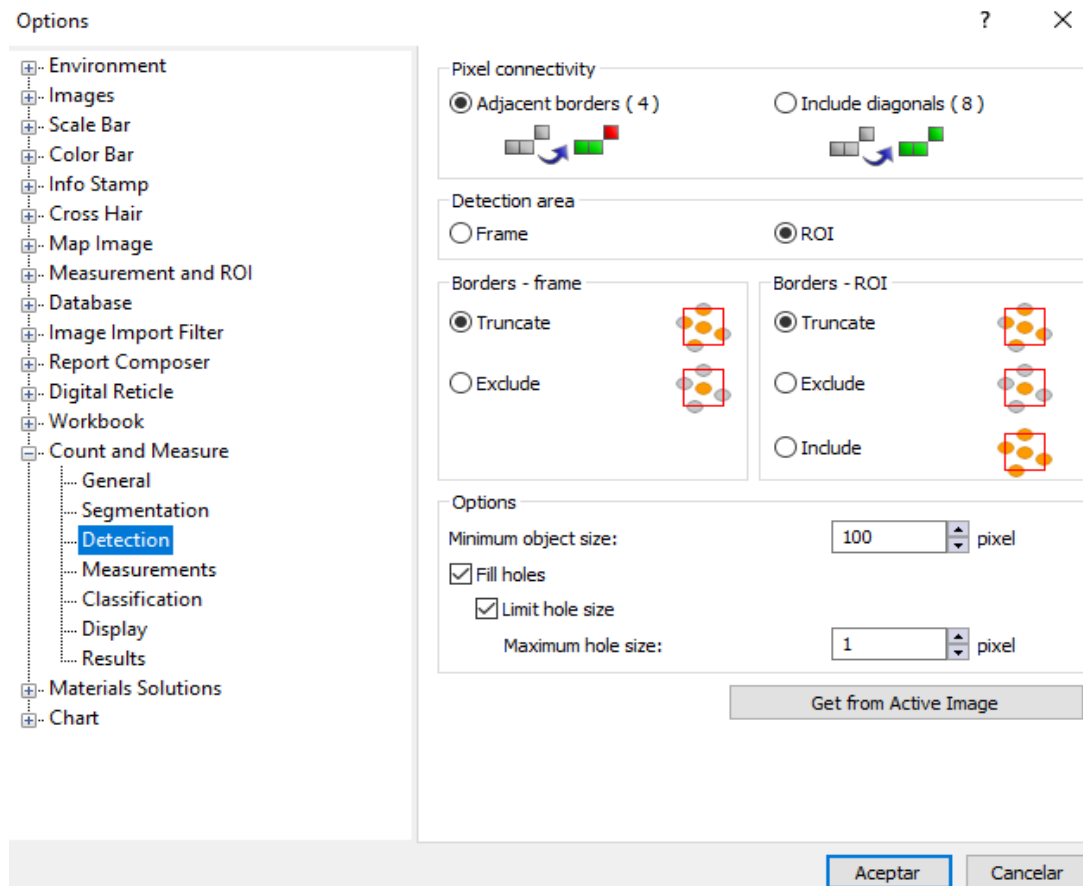 Options
?
Environment
Images
Scale Bar
Color Bar
Info Stamp
Cross Hair
Map Image
Measurement and ROI
Database
Image Import Filter
Report Composer
Digital Reticle
Workbook
Count and Measure
General
Segmentation
Detection
Measurements
Classification
Display
Results
Materials Solutions
Chart
Pixel connectivity
Adjacent borders ( 4 )
Include diagonals ( 8 )
Detection area
Frame
ROI
Borders - frame
Truncate
Exclude
Borders - ROI
Truncate
Exclude
Include
Options
Minimum object size: 100 pixel
Fill holes
Limit hole size
Maximum hole size: 1 pixel
Get from Active Image
Aceptar
Cancelar